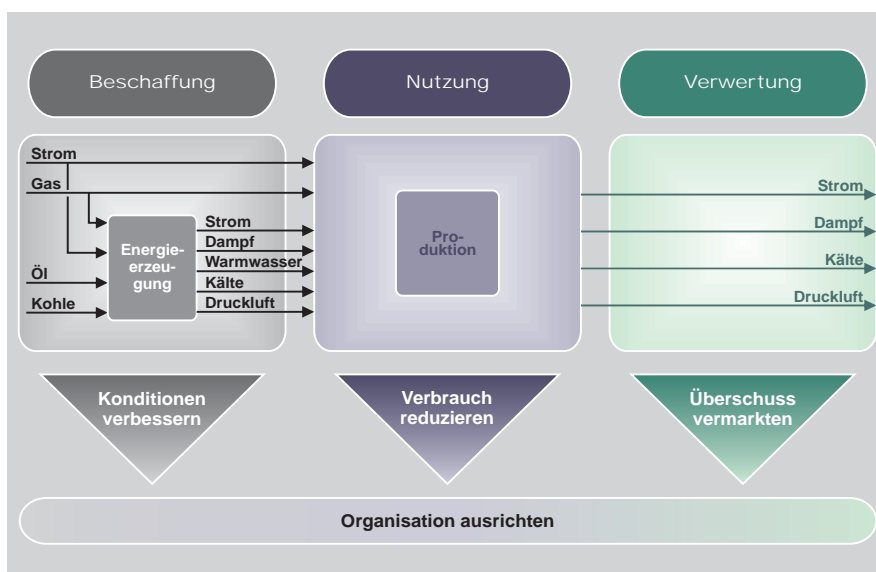 Beschaffung
Nutzung
Verwertung
Strom
Gas
Öl
Kohle
Energie-
erzeu-
gung
Strom
Dampf
Warmwasser
Kälte
Druckluft
Pro-
duktion
Strom
Dampf
Kälte
Druckluft
Konditionen
verbessern
Verbrauch
reduzieren
Überschuss
vermarkten
Organisation ausrichten